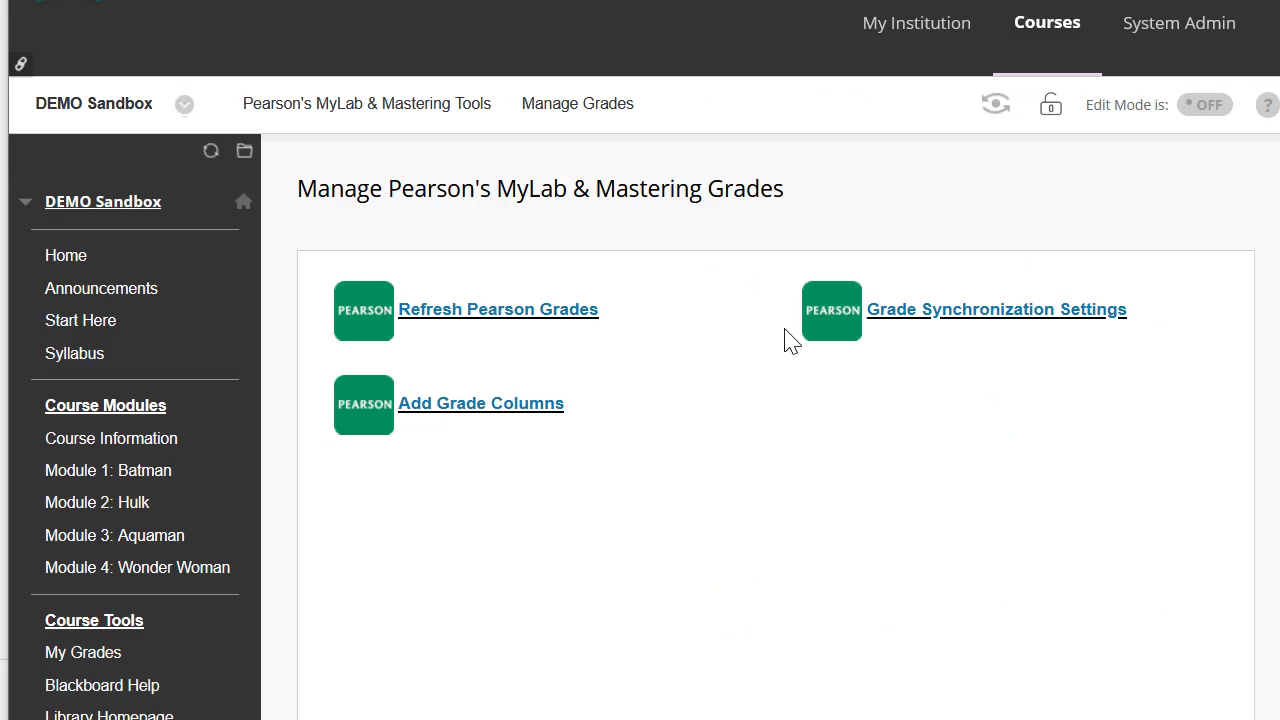 My Institution
Courses
System Admin
DEMO Sandbox
Pearson's MyLab & Mastering Tools
Manage Grades
Edit Mode is:
OFF
?
DEMO Sandbox
Home
Announcements
Start Here
Syllabus
Course Modules
Course Information
Module 1: Batman
Module 2: Hulk
Module 3: Aquaman
Module 4: Wonder Woman
Course Tools
My Grades
Blackboard Help
Library Homepage
Manage Pearson's MyLab & Mastering Grades
PEARSON
Refresh Pearson Grades
PEARSON
Grade Synchronization Settings
PEARSON
Add Grade Columns